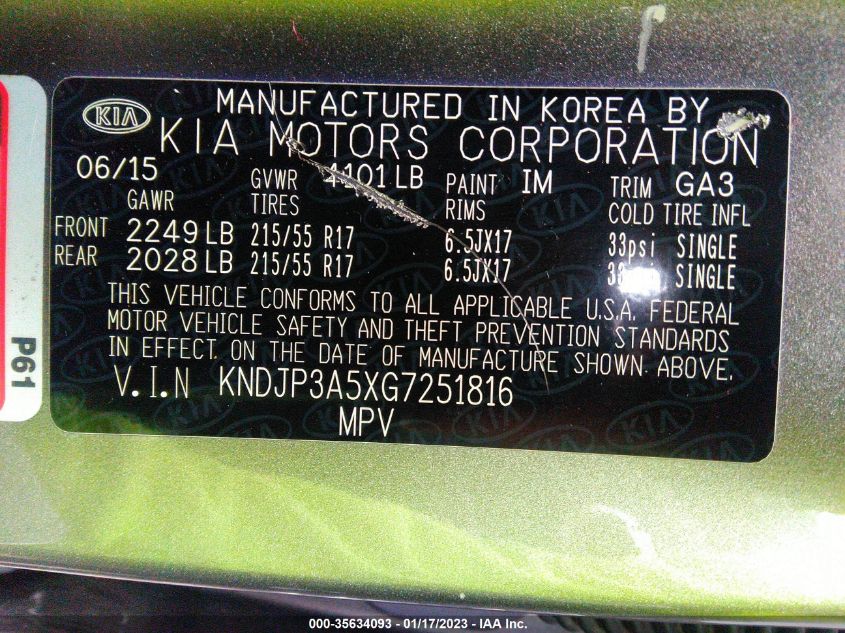 KIA MANUFACTURED IN KOREA BY
KIA MOTORS CORPORATION
06/15 GVWR 4101 LB PAINT IM TRIM GA3
GAWR TIRES RIMS COLD TIRE INFL
FRONT 2249 LB 215/55 R17 6.5JX17 33psi SINGLE
REAR 2028 LB 215/55 R17 6.5JX17 SINGLE
THIS VEHICLE CONFORMS TO ALL APPLICABLE U.S.A. FEDERAL
MOTOR VEHICLE SAFETY AND THEFT PREVENTION STANDARDS
IN EFFECT ON THE DATE OF MANUFACTURE SHOWN ABOVE.
V.I.N KNDJP3A5XG7251816
MPV
P61
000-35634093 - 01/17/2023 - IAA Inc.